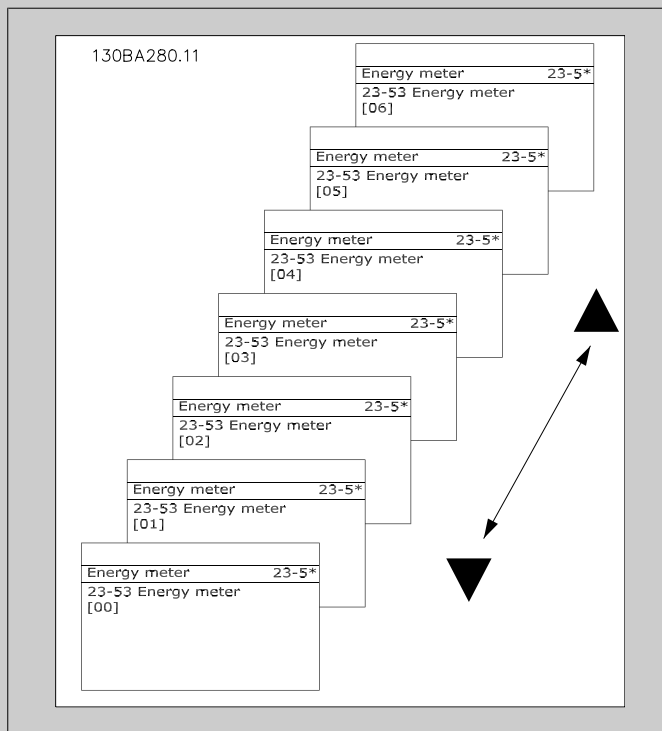 130BA280.11
Energy meter 23-5*
23-53 Energy meter
[06]
Energy meter 23-5*
23-53 Energy meter
[05]
Energy meter 23-5*
23-53 Energy meter
[04]
Energy meter 23-5*
23-53 Energy meter
[03]
Energy meter 23-5*
23-53 Energy meter
[02]
Energy meter 23-5*
23-53 Energy meter
[01]
Energy meter 23-5*
23-53 Energy meter
[00]